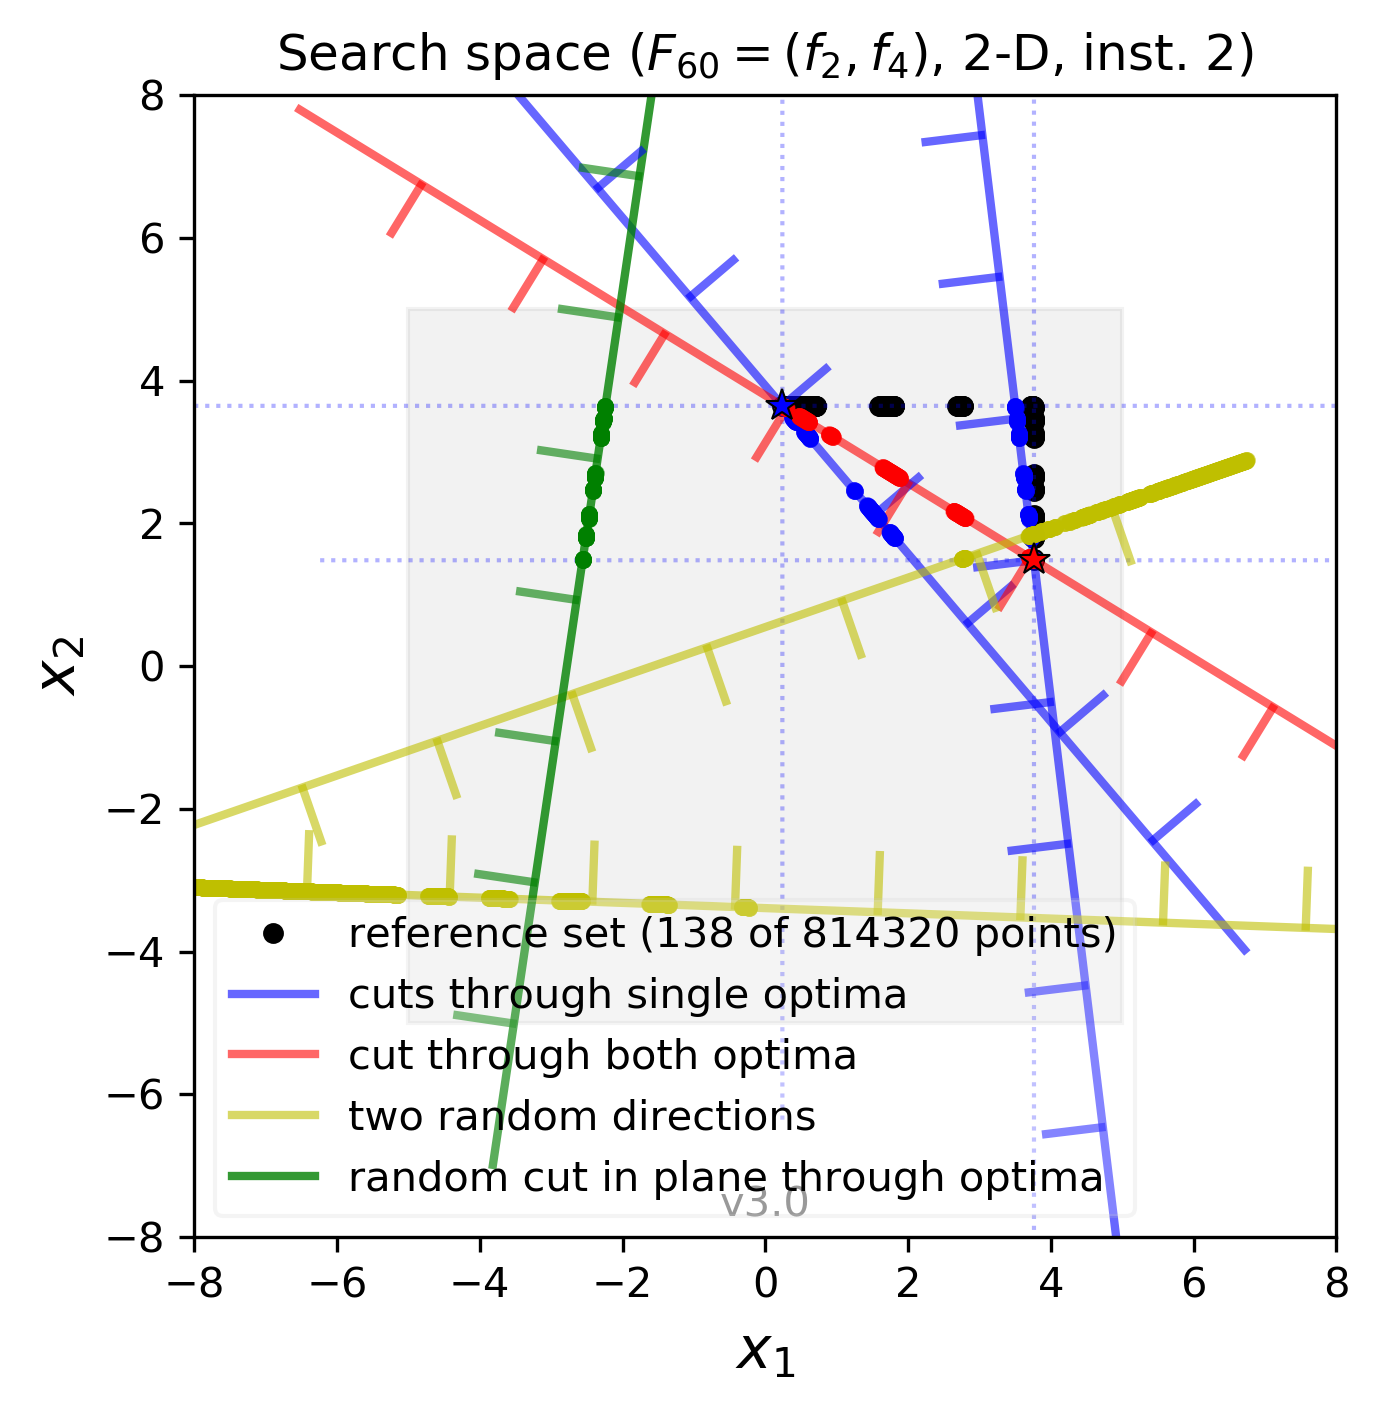 Search space (F₆₀ = (f₂, f₄), 2-D, inst. 2)
8
6
4
2
0
−2
−4
−6
−8
x₂
reference set (138 of 814320 points)
cuts through single optima
cut through both optima
two random directions
random cut in plane through optima
v3.0
−8 −6 −4 −2 0 2 4 6 8
x₁